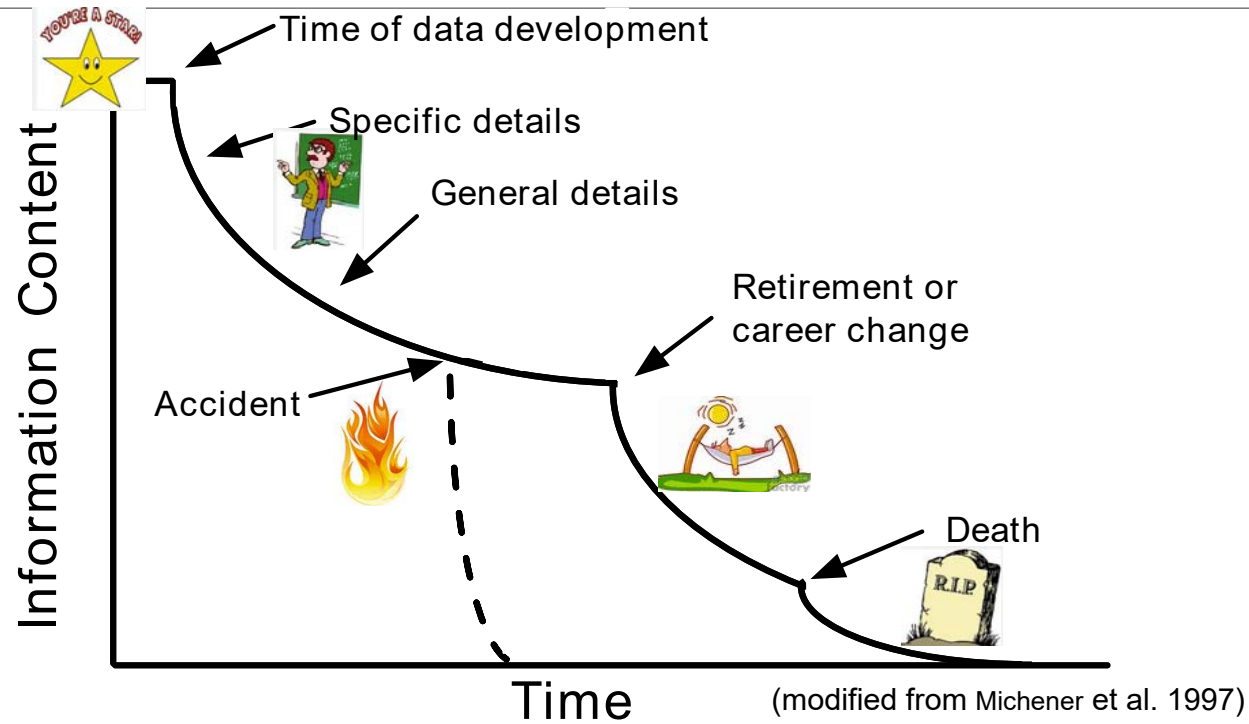 YOU'RE A STAR!
Time of data development
Specific details
General details
Retirement or
career change
Accident
Death
R.I.P.
Information Content
Time
(modified from Michener et al. 1997)